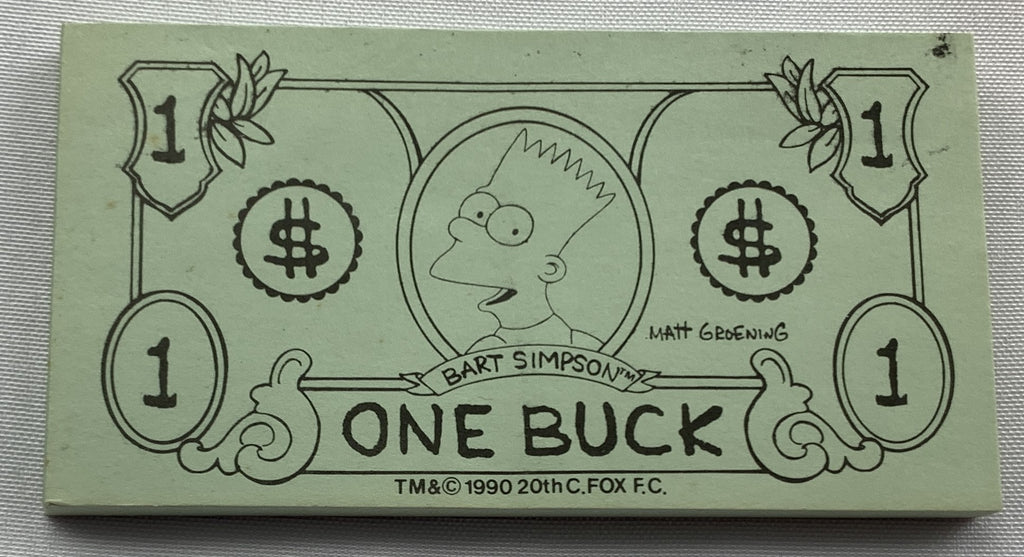 1 1
$ $
MATT GROENING
BART SIMPSON™
1 1
ONE BUCK
TM&© 1990 20th C.FOX F.C.